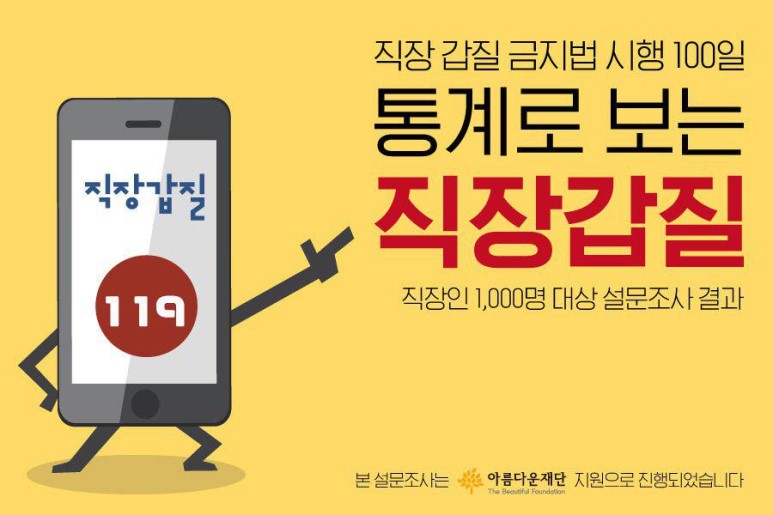 직장 갑질 금지법 시행 100일
통계로 보는
직장갑질
직장인 1,000명 대상 설문조사 결과
직장갑질
119
본 설문조사는 아름다운재단 지원으로 진행되었습니다
The Beautiful Foundation